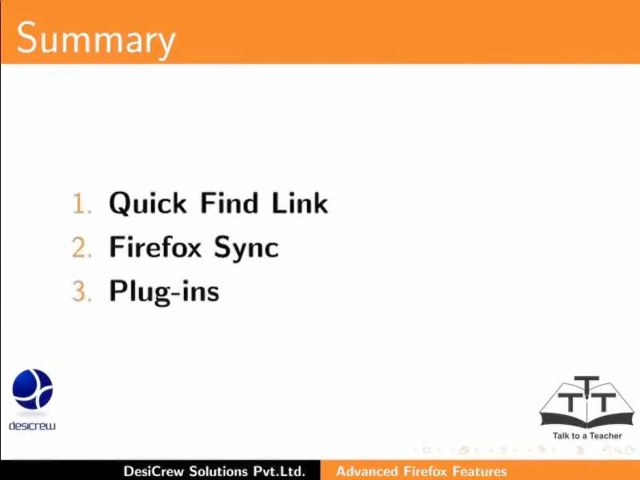 Summary
1. Quick Find Link
2. Firefox Sync
3. Plug-ins
desicrew
TTT
Talk to a Teacher
DesiCrew Solutions Pvt.Ltd. Advanced Firefox Features